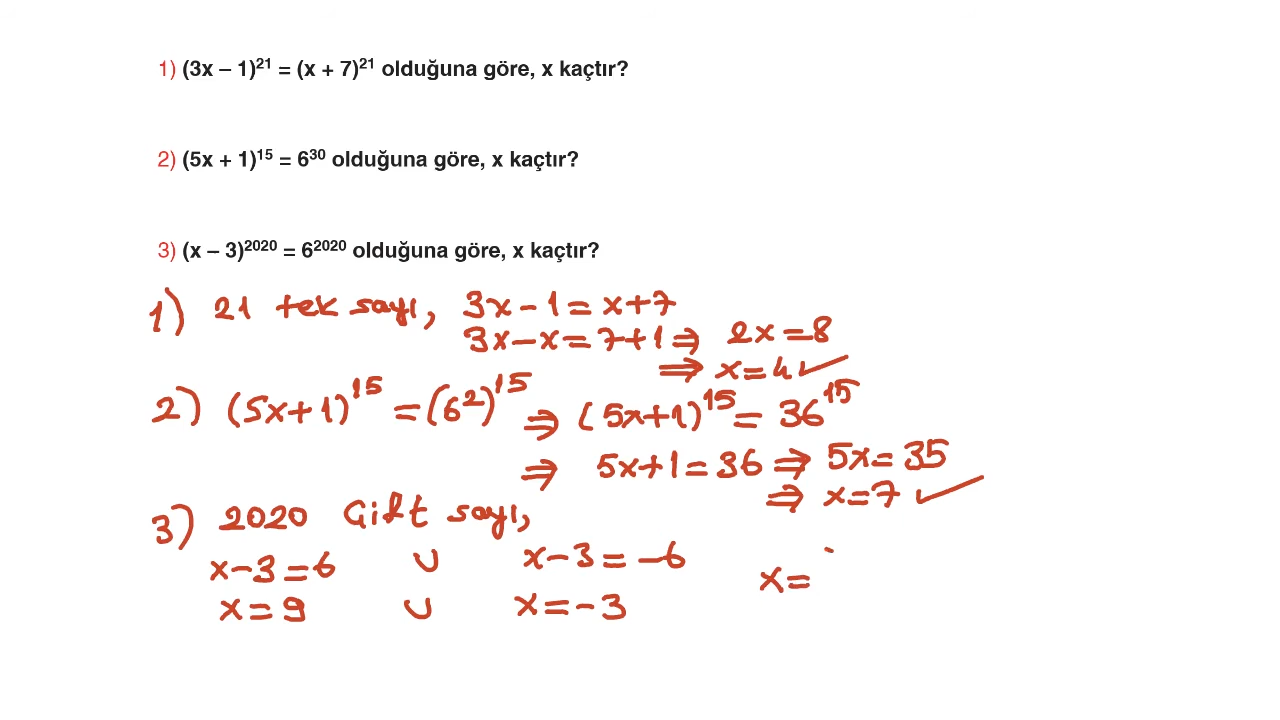 1) (3x – 1)²¹ = (x + 7)²¹ olduğuna göre, x kaçtır?
2) (5x + 1)¹⁵ = 6³⁰ olduğuna göre, x kaçtır?
3) (x – 3)²⁰²⁰ = 6²⁰²⁰ olduğuna göre, x kaçtır?
1) 21 tek sayı, 3x-1=x+7
3x-x=7+1 ⇒ 2x=8
⇒ x=4 ✓
2) (5x+1)¹⁵ = (6²)¹⁵ ⇒ (5x+1)¹⁵ = 36¹⁵
⇒ 5x+1=36 ⇒ 5x=35
⇒ x=7 ✓
3) 2020 Çift sayı,
x-3=6 ∪ x-3=-6
x=9 ∪ x=-3 x=